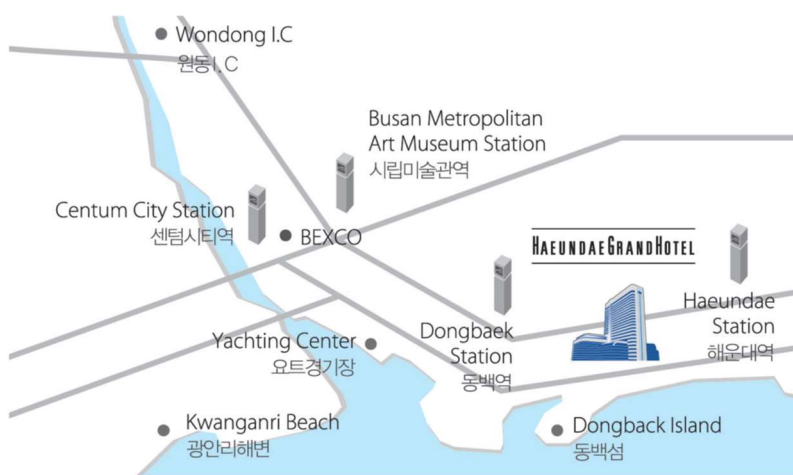 Wondong I.C
원동I.C
Busan Metropolitan
Art Museum Station
시립미술관역
Centum City Station
센텀시티역
BEXCO
HAEUNDAEGRANDHOTEL
Haeundae
Station
해운대역
Dongbaek
Station
동백역
Yachting Center
요트경기장
Kwanganri Beach
광안리해변
Dongback Island
동백섬